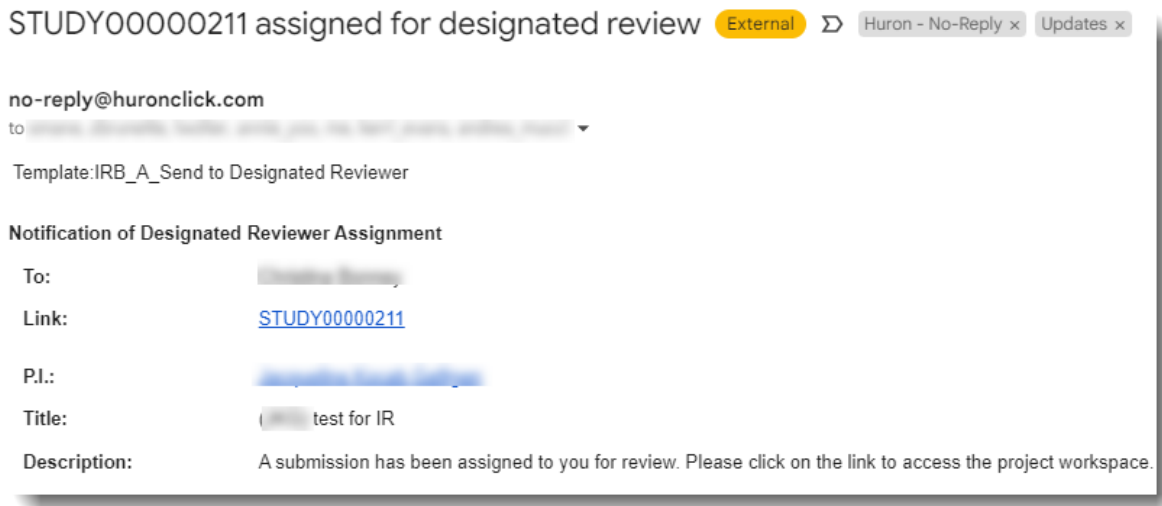 STUDY00000211 assigned for designated review External Huron - No-Reply × Updates ×
no-reply@huronclick.com
to
Template:IRB_A_Send to Designated Reviewer
Notification of Designated Reviewer Assignment
To:
Link: STUDY00000211
P.I.:
Title: ( test for IR
Description: A submission has been assigned to you for review. Please click on the link to access the project workspace.